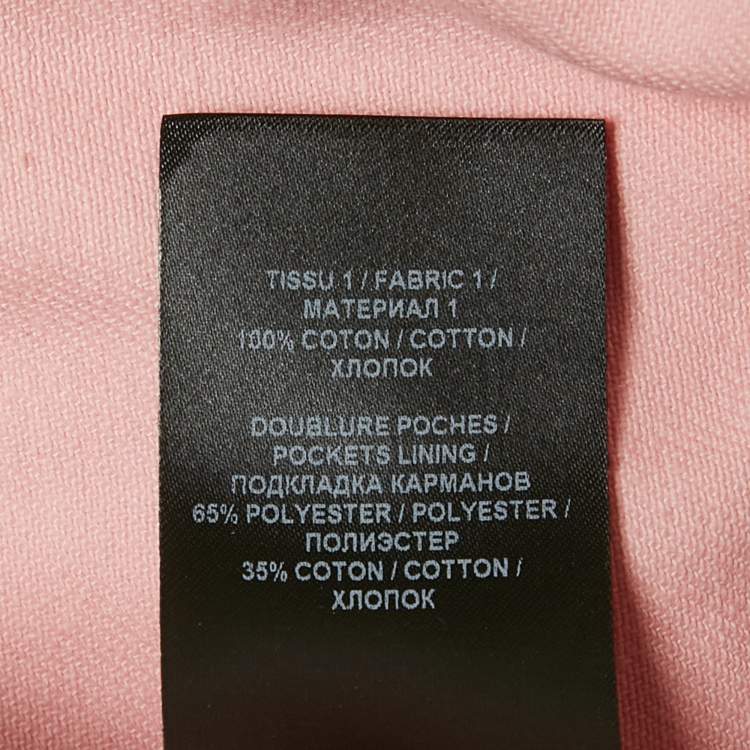 TISSU 1 / FABRIC 1 /
МАТЕРИАЛ 1
100% COTON / COTTON /
ХЛОПОК
DOUBLURE POCHES /
POCKETS LINING /
ПОДКЛАДКА КАРМАНОВ
65% POLYESTER / POLYESTER /
ПОЛИЭСТЕР
35% COTON / COTTON /
ХЛОПОК